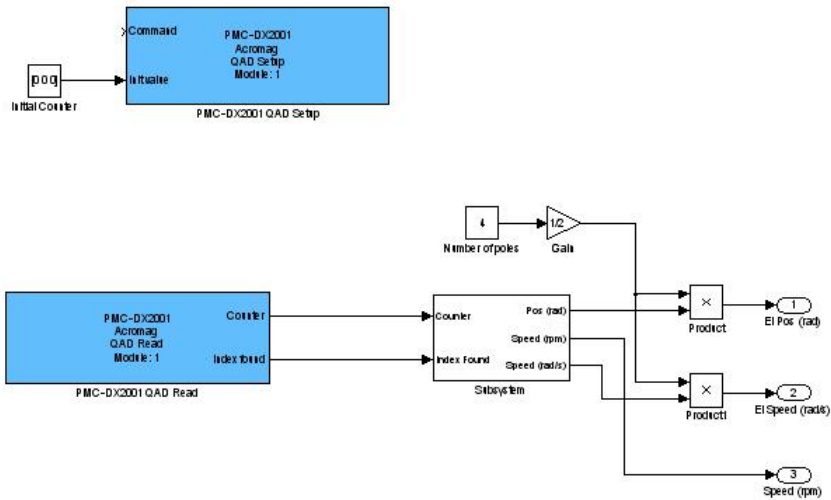 Command
PMC-DX2001
Acromag
QAD Setup
Module: 1
[0 0 0]
Initvalue
Initial Counter
PMC-DX2001 QAD Setup
4
1/2
Number of poles
Gain
PMC-DX2001
Acromag
QAD Read
Module: 1
Counter
Index found
PMC-DX2001 QAD Read
Counter
Index Found
Pos (rad)
Speed (rpm)
Speed (rad/s)
Subsystem
×
Product
1
El Pos (rad)
×
Product1
2
El Speed (rad/s)
3
Speed (rpm)